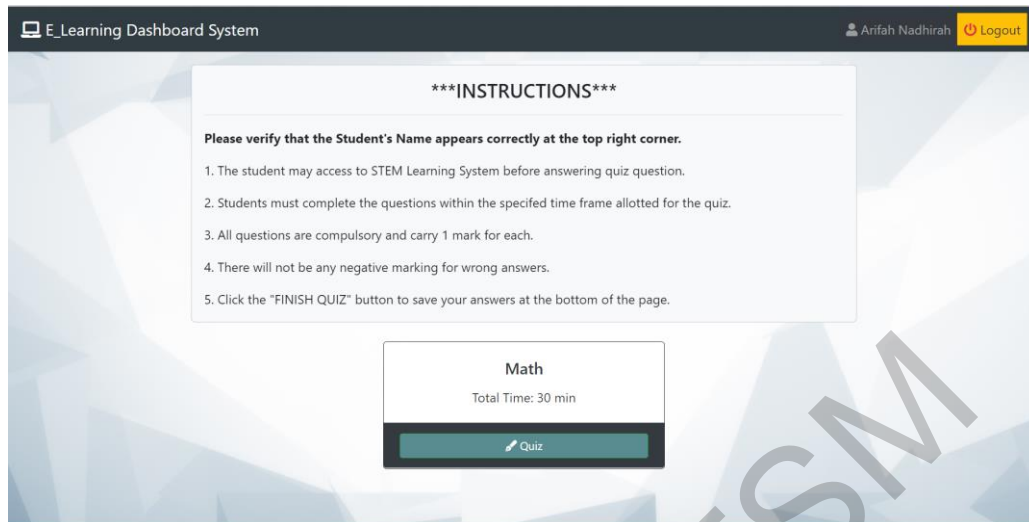 E_Learning Dashboard System
Arifah Nadhirah
Logout
***INSTRUCTIONS***
Please verify that the Student's Name appears correctly at the top right corner.
1. The student may access to STEM Learning System before answering quiz question.
2. Students must complete the questions within the specifed time frame allotted for the quiz.
3. All questions are compulsory and carry 1 mark for each.
4. There will not be any negative marking for wrong answers.
5. Click the "FINISH QUIZ" button to save your answers at the bottom of the page.
Math
Total Time: 30 min
Quiz